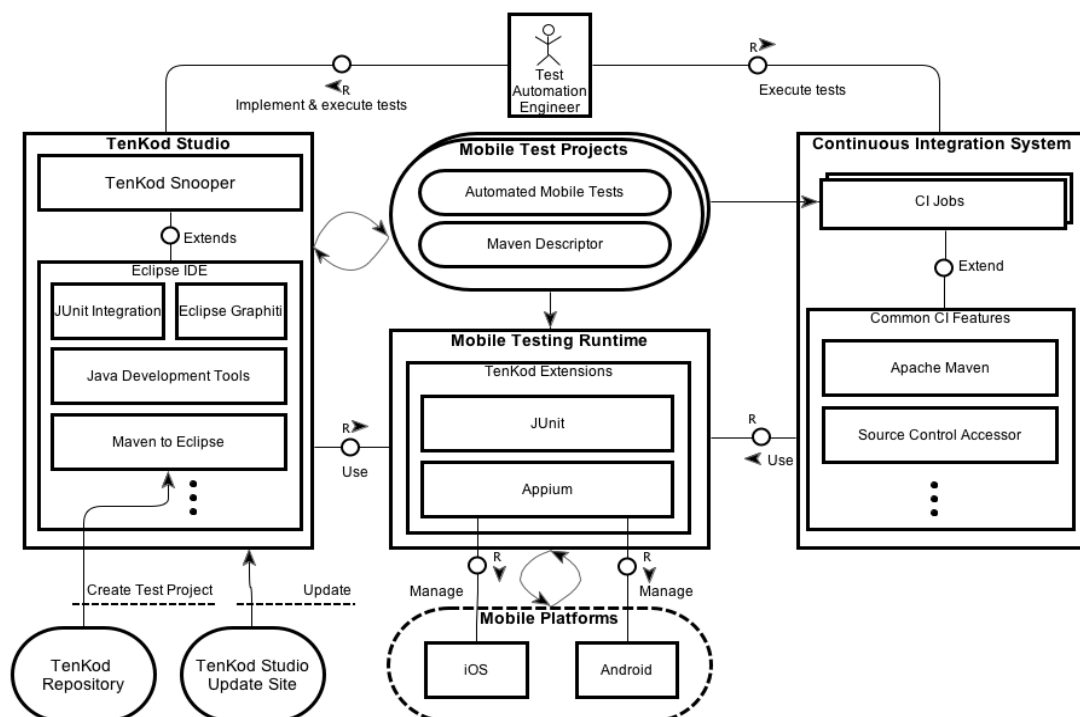 Test
Automation
Engineer
R
R
Implement & execute tests
Execute tests
TenKod Studio
TenKod Snooper
Extends
Eclipse IDE
JUnit Integration
Eclipse Graphiti
Java Development Tools
Maven to Eclipse
Mobile Test Projects
Automated Mobile Tests
Maven Descriptor
Continuous Integration System
CI Jobs
Extend
Common CI Features
Apache Maven
Source Control Accessor
Mobile Testing Runtime
TenKod Extensions
JUnit
Appium
R
Use
R
Use
R
Manage
R
Manage
Create Test Project
Update
TenKod
Repository
TenKod Studio
Update Site
Mobile Platforms
iOS
Android